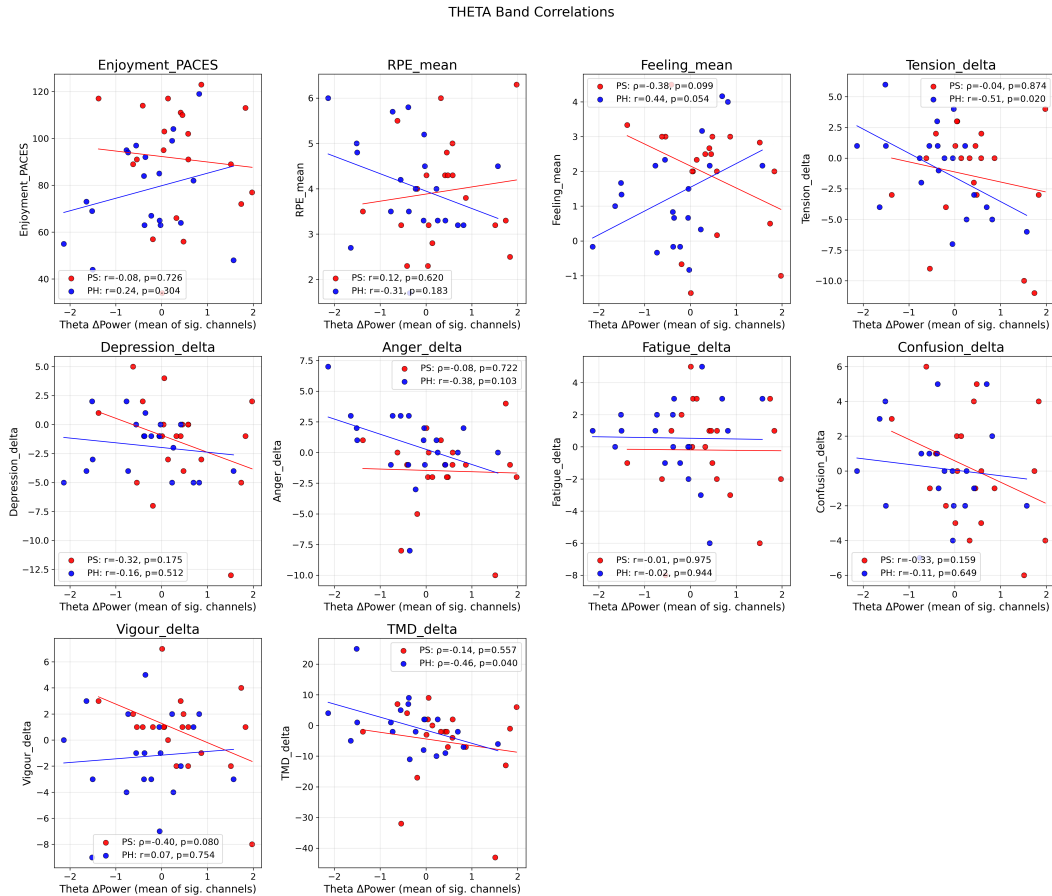 THETA Band Correlations
Enjoyment_PACES
Enjoyment_PACES
120
100
80
60
40
PS: r=-0.08, p=0.726
PH: r=0.24, p=0.304
−2 −1 0 1 2
Theta ΔPower (mean of sig. channels)
RPE_mean
RPE_mean
6
5
4
3
2
PS: r=0.12, p=0.620
PH: r=-0.31, p=0.183
−2 −1 0 1 2
Theta ΔPower (mean of sig. channels)
Feeling_mean
Feeling_mean
4
3
2
1
0
−1
PS: ρ=-0.38, p=0.099
PH: r=0.44, p=0.054
−2 −1 0 1 2
Theta ΔPower (mean of sig. channels)
Tension_delta
Tension_delta
5.0
2.5
0.0
−2.5
−5.0
−7.5
−10.0
PS: ρ=-0.04, p=0.874
PH: r=-0.51, p=0.020
−2 −1 0 1 2
Theta ΔPower (mean of sig. channels)
Depression_delta
Depression_delta
5.0
2.5
0.0
−2.5
−5.0
−7.5
−10.0
−12.5
PS: r=-0.32, p=0.175
PH: r=-0.16, p=0.512
−2 −1 0 1 2
Theta ΔPower (mean of sig. channels)
Anger_delta
Anger_delta
7.5
5.0
2.5
0.0
−2.5
−5.0
−7.5
−10.0
PS: ρ=-0.08, p=0.722
PH: r=-0.38, p=0.103
−2 −1 0 1 2
Theta ΔPower (mean of sig. channels)
Fatigue_delta
Fatigue_delta
4
2
0
−2
−4
−6
−8
PS: r=-0.01, p=0.975
PH: r=-0.02, p=0.944
−2 −1 0 1 2
Theta ΔPower (mean of sig. channels)
Confusion_delta
Confusion_delta
6
4
2
0
−2
−4
−6
PS: r=-0.33, p=0.159
PH: r=-0.11, p=0.649
−2 −1 0 1 2
Theta ΔPower (mean of sig. channels)
Vigour_delta
Vigour_delta
6
4
2
0
−2
−4
−6
−8
PS: ρ=-0.40, p=0.080
PH: r=0.07, p=0.754
−2 −1 0 1 2
Theta ΔPower (mean of sig. channels)
TMD_delta
TMD_delta
20
10
0
−10
−20
−30
−40
PS: ρ=-0.14, p=0.557
PH: ρ=-0.46, p=0.040
−2 −1 0 1 2
Theta ΔPower (mean of sig. channels)